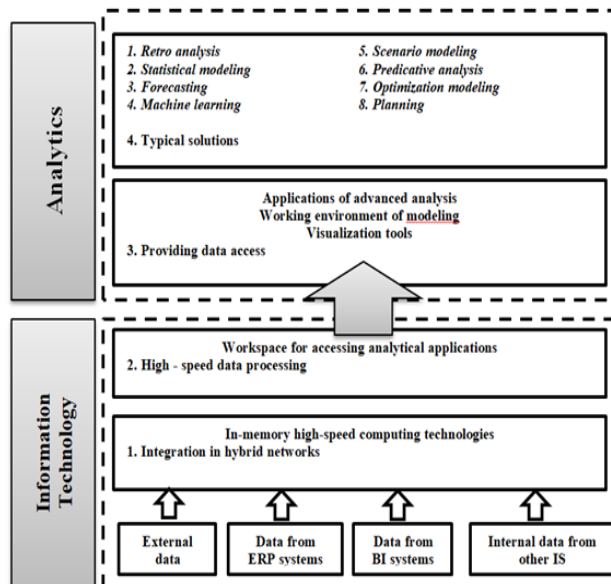 Analytics
1. Retro analysis
2. Statistical modeling
3. Forecasting
4. Machine learning
5. Scenario modeling
6. Predicative analysis
7. Optimization modeling
8. Planning
4. Typical solutions
Applications of advanced analysis
Working environment of modeling
Visualization tools
3. Providing data access
Information
Technology
Workspace for accessing analytical applications
2. High - speed data processing
In-memory high-speed computing technologies
1. Integration in hybrid networks
External
data
Data from
ERP systems
Data from
BI systems
Internal data from
other IS